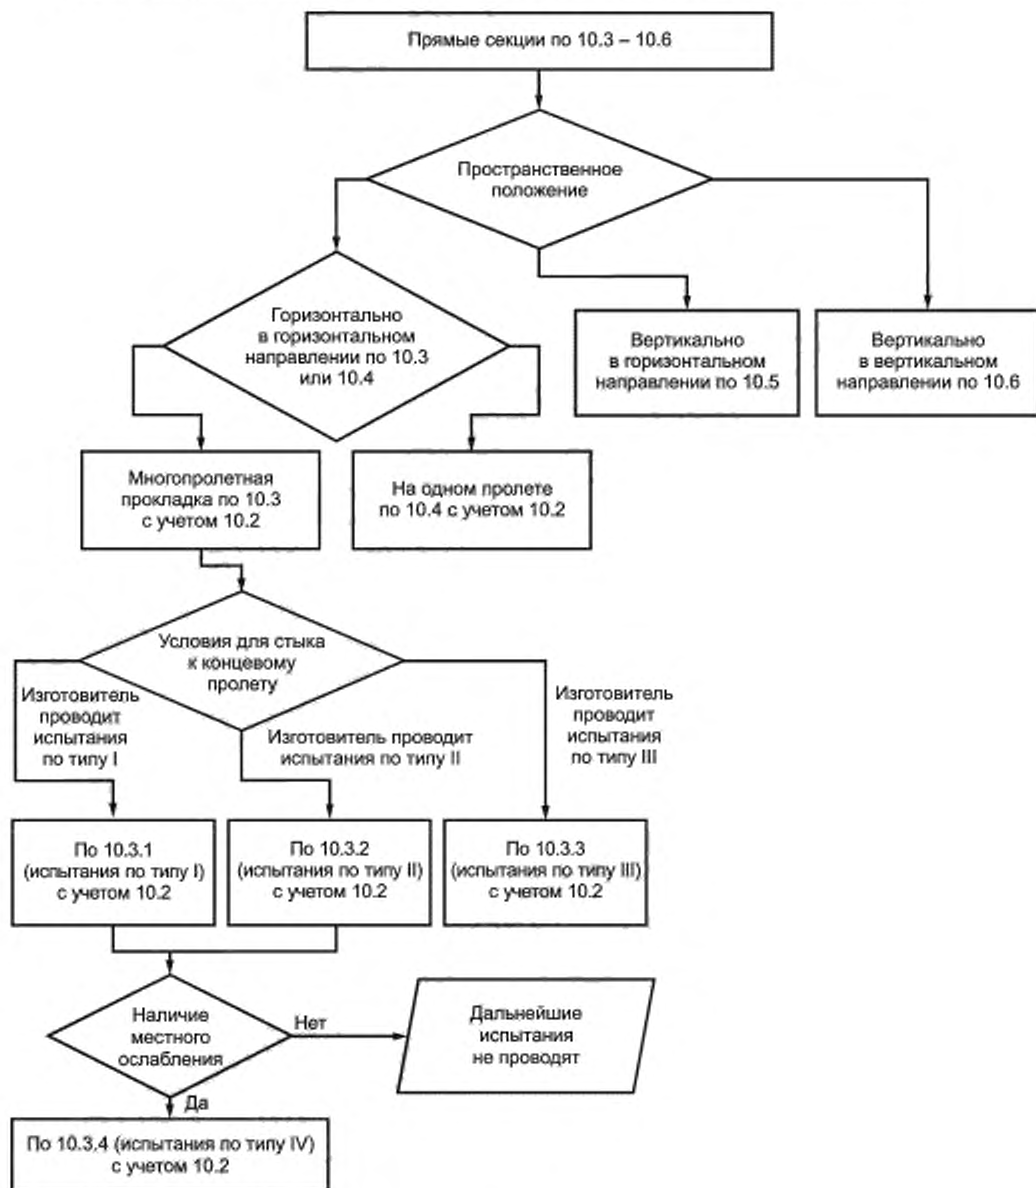 Прямые секции по 10.3 – 10.6
Пространственное
положение
Горизонтально
в горизонтальном
направлении по 10.3
или 10.4
Вертикально
в горизонтальном
направлении по 10.5
Вертикально
в вертикальном
направлении по 10.6
Многопролетная
прокладка по 10.3
с учетом 10.2
На одном пролете
по 10.4 с учетом 10.2
Условия для стыка
к концевому
пролету
Изготовитель
проводит
испытания
по типу I
Изготовитель проводит
испытания по типу II
Изготовитель
проводит
испытания
по типу III
По 10.3.1
(испытания по типу I)
с учетом 10.2
По 10.3.2
(испытания по типу II)
с учетом 10.2
По 10.3.3
(испытания по типу III)
с учетом 10.2
Наличие
местного
ослабления
Нет
Дальнейшие
испытания
не проводят
Да
По 10.3.4 (испытания по типу IV)
с учетом 10.2